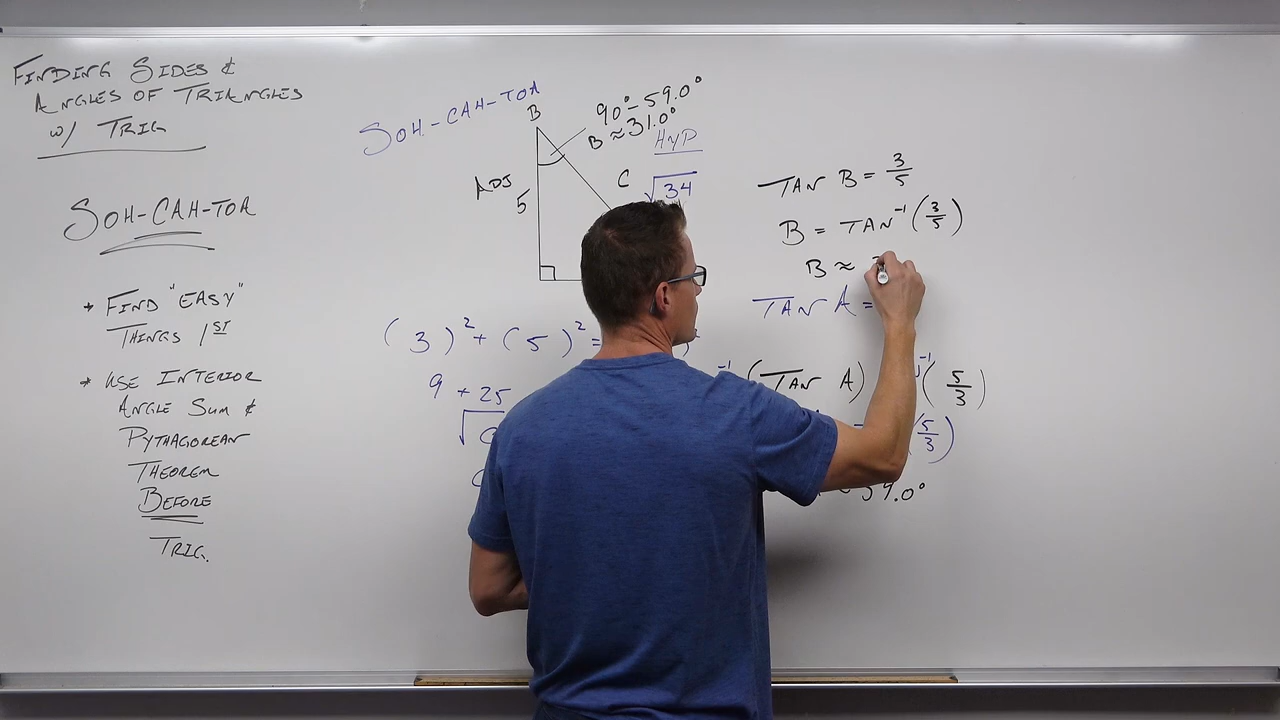 FINDING SIDES &
ANGLES OF TRIANGLES
w/ TRIG
SOH-CAH-TOA
* FIND "EASY"
THINGS 1ST
* USE INTERIOR
ANGLE SUM &
PYTHAGOREAN
THEOREM
BEFORE
TRIG.
SOH-CAH-TOA
B
90°-59.0°
B ≈ 31.0°
HYP
ADJ
5
C
√34
(3)² + (5)² =
9 + 25
TAN B = 3/5
B = TAN⁻¹(3/5)
B ≈
TAN A =
⁻¹(TAN A) ⁻¹(5/3)
(5/3)
≈ 59.0°